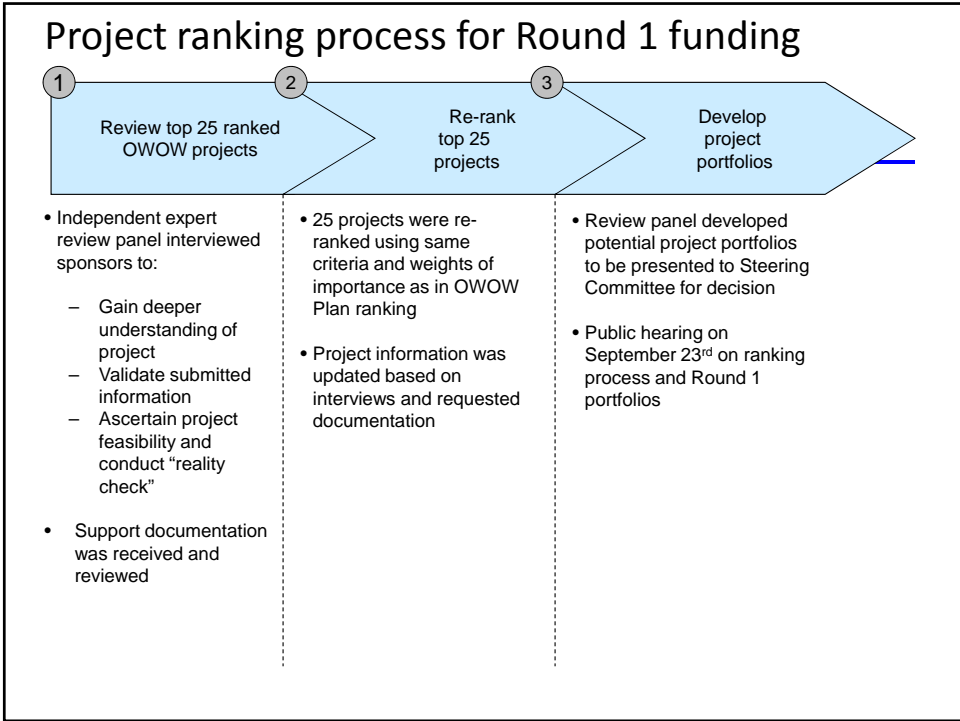 Project ranking process for Round 1 funding
1
Review top 25 ranked
OWOW projects
2
Re-rank
top 25
projects
3
Develop
project
portfolios
• Independent expert
review panel interviewed
sponsors to:
– Gain deeper
understanding of
project
– Validate submitted
information
– Ascertain project
feasibility and
conduct “reality
check”
• Support documentation
was received and
reviewed
• 25 projects were re-
ranked using same
criteria and weights of
importance as in OWOW
Plan ranking
• Project information was
updated based on
interviews and requested
documentation
• Review panel developed
potential project portfolios
to be presented to Steering
Committee for decision
• Public hearing on
September 23rd on ranking
process and Round 1
portfolios